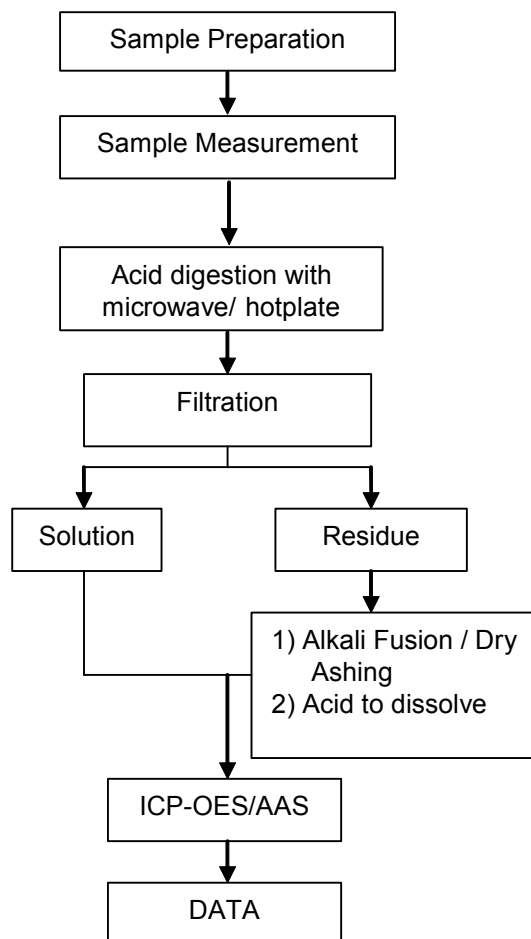 Sample Preparation
Sample Measurement
Acid digestion with
microwave/ hotplate
Filtration
Solution
Residue
1) Alkali Fusion / Dry
Ashing
2) Acid to dissolve
ICP-OES/AAS
DATA